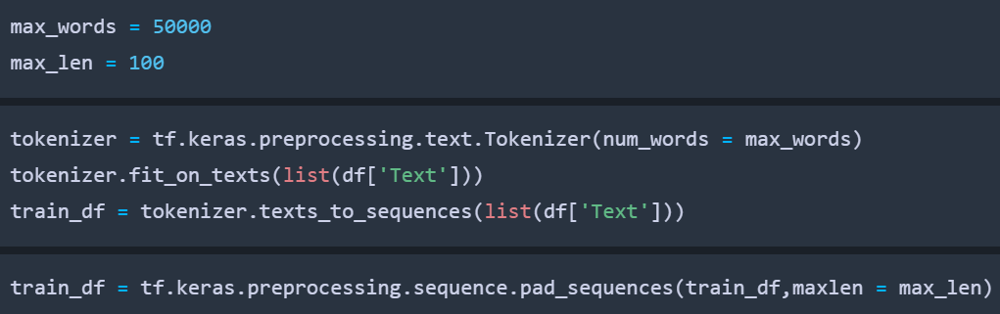 max_words = 50000
max_len = 100
tokenizer = tf.keras.preprocessing.text.Tokenizer(num_words = max_words)
tokenizer.fit_on_texts(list(df['Text']))
train_df = tokenizer.texts_to_sequences(list(df['Text']))
train_df = tf.keras.preprocessing.sequence.pad_sequences(train_df,maxlen = max_len)